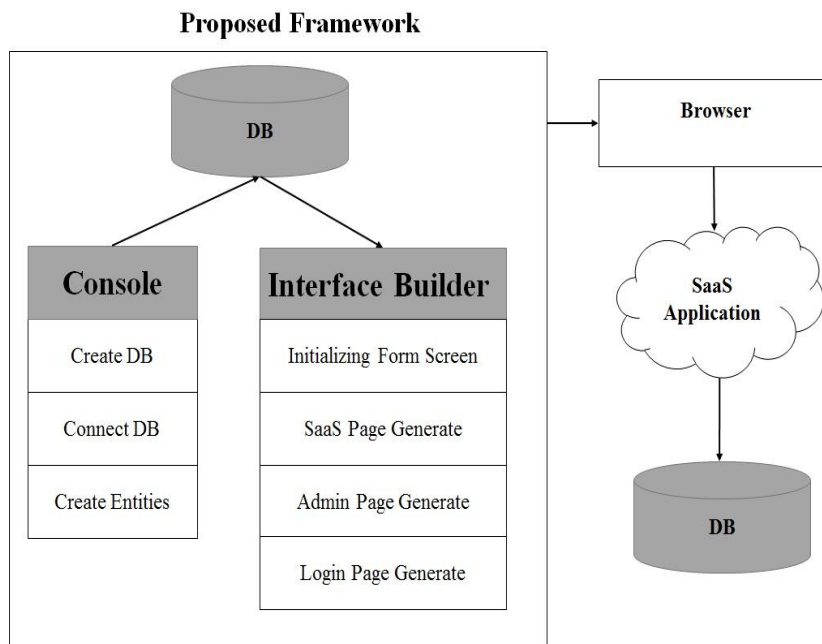 Proposed Framework
DB
Console
Create DB
Connect DB
Create Entities
Interface Builder
Initializing Form Screen
SaaS Page Generate
Admin Page Generate
Login Page Generate
Browser
SaaS
Application
DB